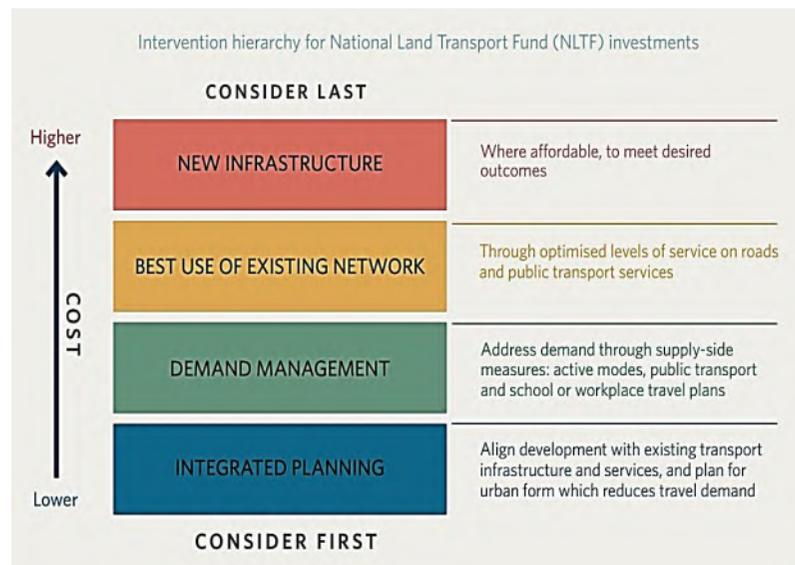 Intervention hierarchy for National Land Transport Fund (NLTF) investments
CONSIDER LAST
Higher
NEW INFRASTRUCTURE
Where affordable, to meet desired
outcomes
BEST USE OF EXISTING NETWORK
Through optimised levels of service on roads
and public transport services
COST
DEMAND MANAGEMENT
Address demand through supply-side
measures: active modes, public transport
and school or workplace travel plans
INTEGRATED PLANNING
Align development with existing transport
infrastructure and services, and plan for
urban form which reduces travel demand
Lower
CONSIDER FIRST